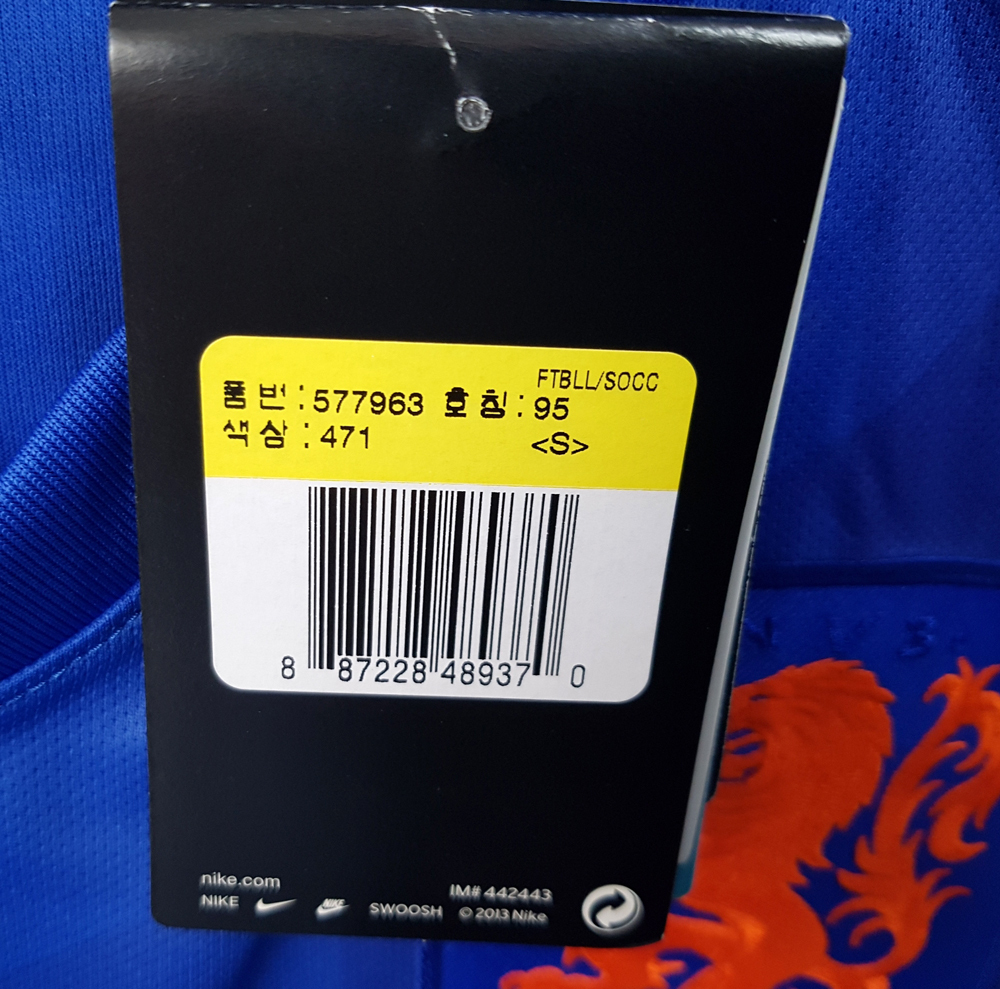 FTBLL/SOCC
품 번 : 577963 호 칭 : 95
색 상 : 471 <S>
8 87228 48937 0
nike.com
NIKE NIKE SWOOSH
IM# 442443
© 2013 Nike